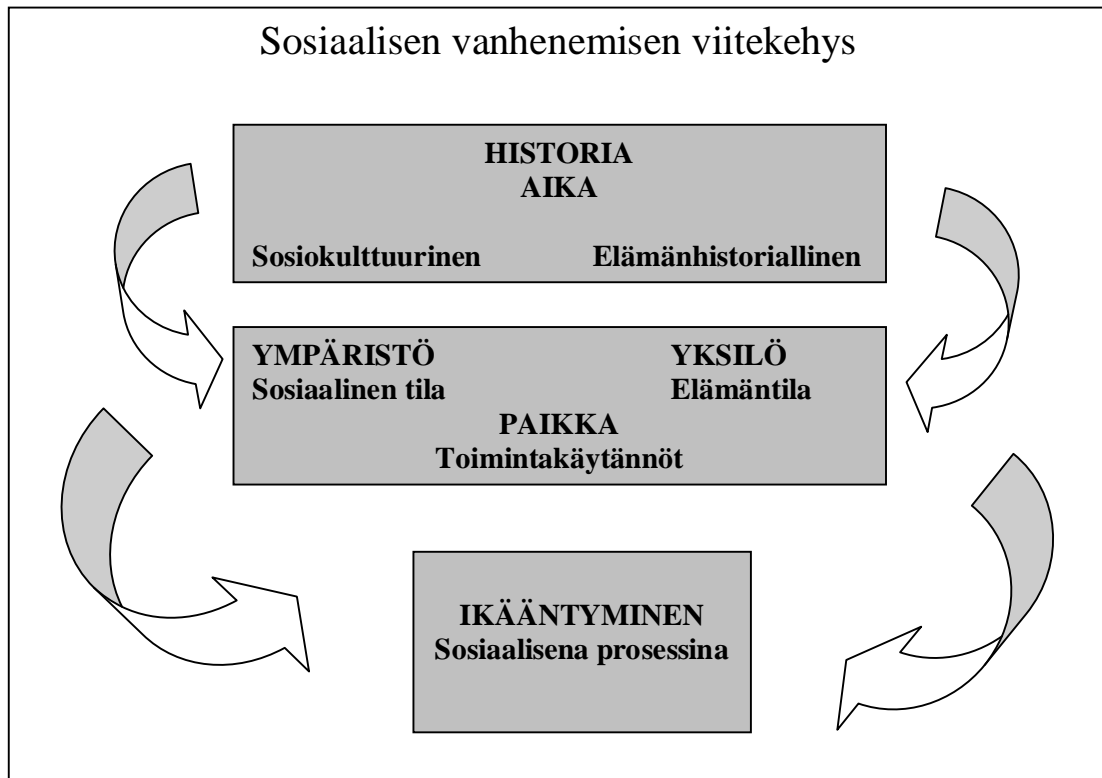 Sosiaalisen vanhenemisen viitekehys
HISTORIA
AIKA
Sosiokulttuurinen Elämänhistoriallinen
YMPÄRISTÖ YKSILÖ
Sosiaalinen tila Elämäntila
PAIKKA
Toimintakäytännöt
IKÄÄNTYMINEN
Sosiaalisena prosessina